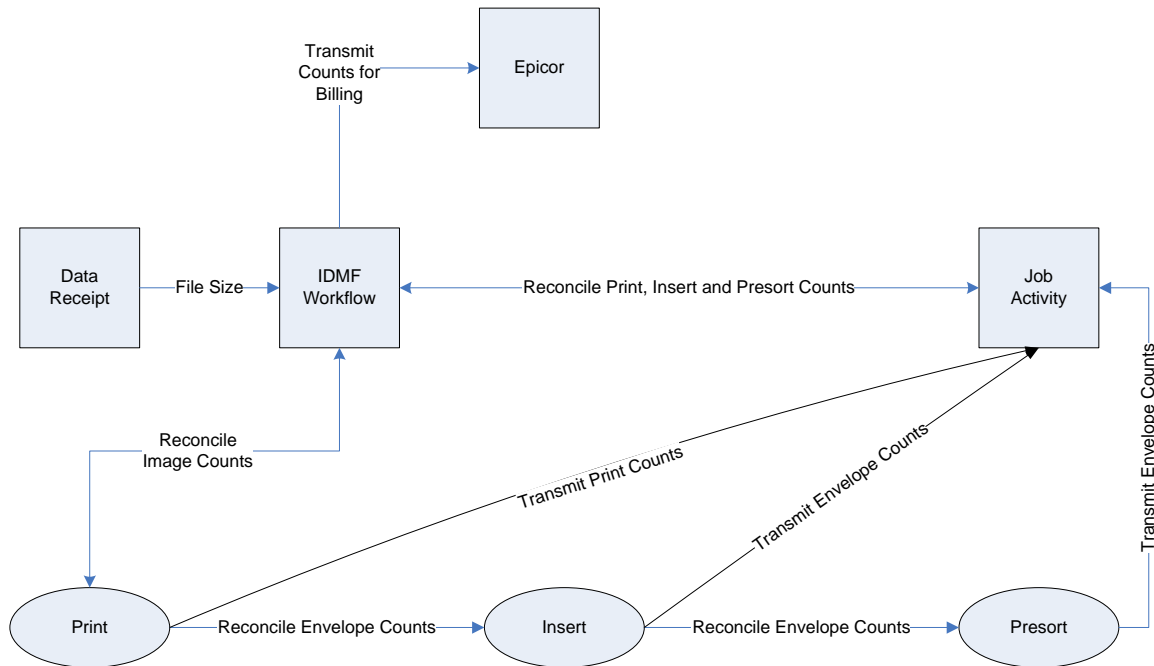 Transmit
Counts for
Billing
Epicor
Data
Receipt
File Size
IDMF
Workflow
Reconcile Print, Insert and Presort Counts
Job
Activity
Reconcile
Image Counts
Transmit Print Counts
Transmit Envelope Counts
Transmit Envelope Counts
Print
Reconcile Envelope Counts
Insert
Reconcile Envelope Counts
Presort